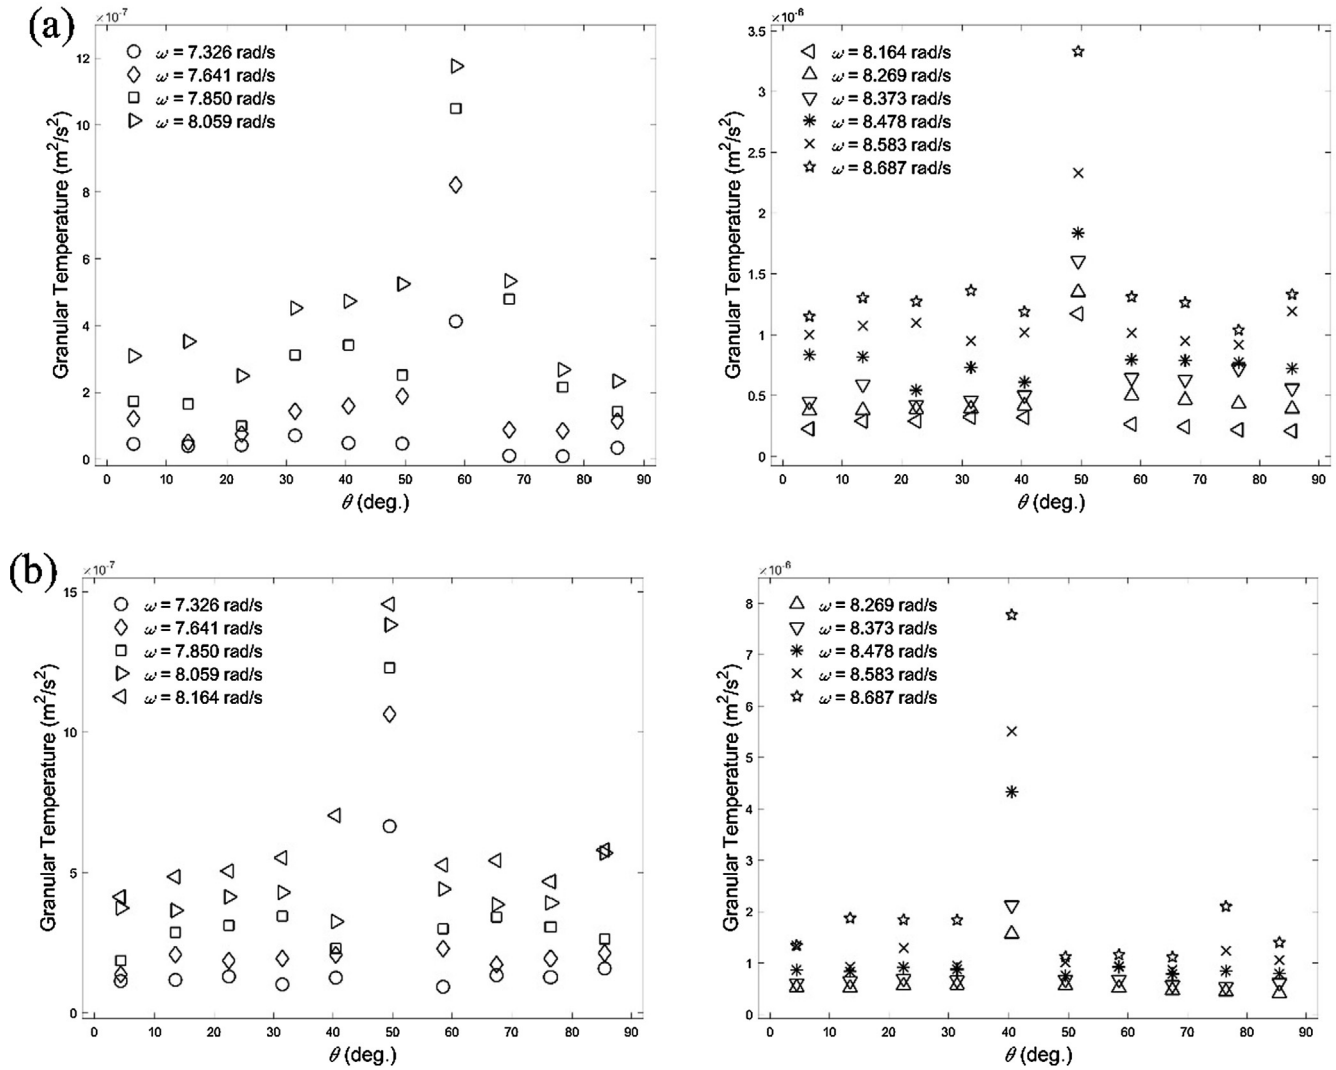 (a)
×10⁻⁷
ω = 7.326 rad/s
ω = 7.641 rad/s
ω = 7.850 rad/s
ω = 8.059 rad/s
Granular Temperature (m²/s²)
12
10
8
6
4
2
0
0 10 20 30 40 50 60 70 80 90
θ (deg.)
×10⁻⁶
ω = 8.164 rad/s
ω = 8.269 rad/s
ω = 8.373 rad/s
ω = 8.478 rad/s
ω = 8.583 rad/s
ω = 8.687 rad/s
Granular Temperature (m²/s²)
3.5
3
2.5
2
1.5
1
0.5
0
0 10 20 30 40 50 60 70 80 90
θ (deg.)
(b)
×10⁻⁷
ω = 7.326 rad/s
ω = 7.641 rad/s
ω = 7.850 rad/s
ω = 8.059 rad/s
ω = 8.164 rad/s
Granular Temperature (m²/s²)
15
10
5
0
0 10 20 30 40 50 60 70 80 90
θ (deg.)
×10⁻⁶
ω = 8.269 rad/s
ω = 8.373 rad/s
ω = 8.478 rad/s
ω = 8.583 rad/s
ω = 8.687 rad/s
Granular Temperature (m²/s²)
8
7
6
5
4
3
2
1
0
0 10 20 30 40 50 60 70 80 90
θ (deg.)